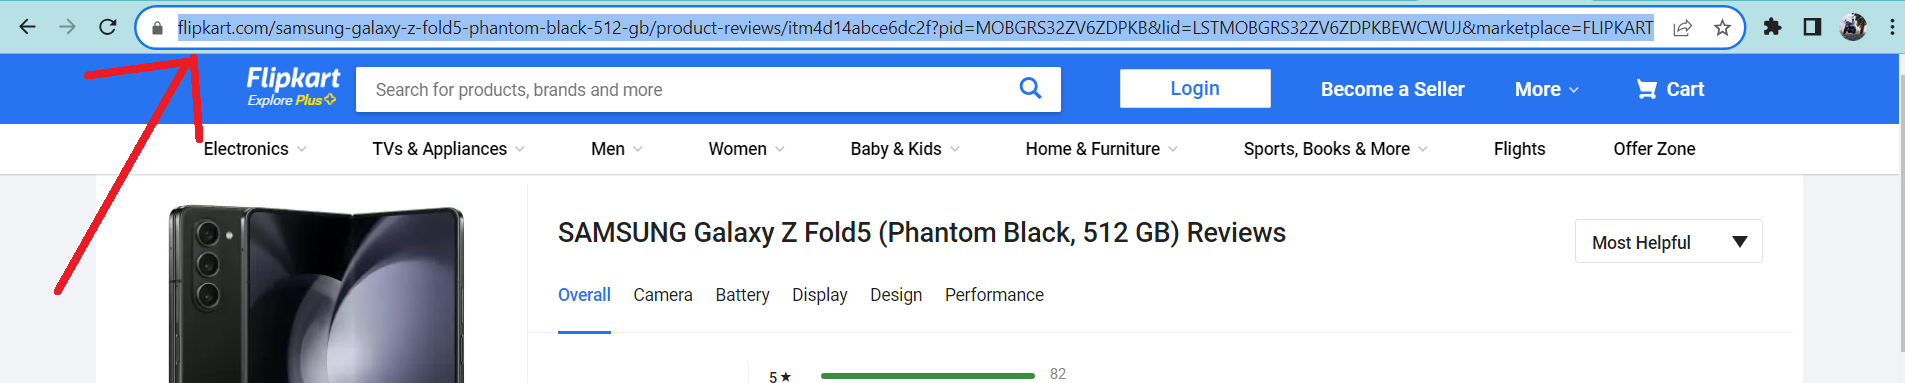 flipkart.com/samsung-galaxy-z-fold5-phantom-black-512-gb/product-reviews/itm4d14abce6dc2f?pid=MOBGRS32ZV6ZDPKB&lid=LSTMOBGRS32ZV6ZDPKBEWCWUJ&marketplace=FLIPKART
Flipkart
Explore Plus
Search for products, brands and more
Login
Become a Seller
More
Cart
Electronics
TVs & Appliances
Men
Women
Baby & Kids
Home & Furniture
Sports, Books & More
Flights
Offer Zone
SAMSUNG Galaxy Z Fold5 (Phantom Black, 512 GB) Reviews
Most Helpful
Overall
Camera
Battery
Display
Design
Performance
5★
82